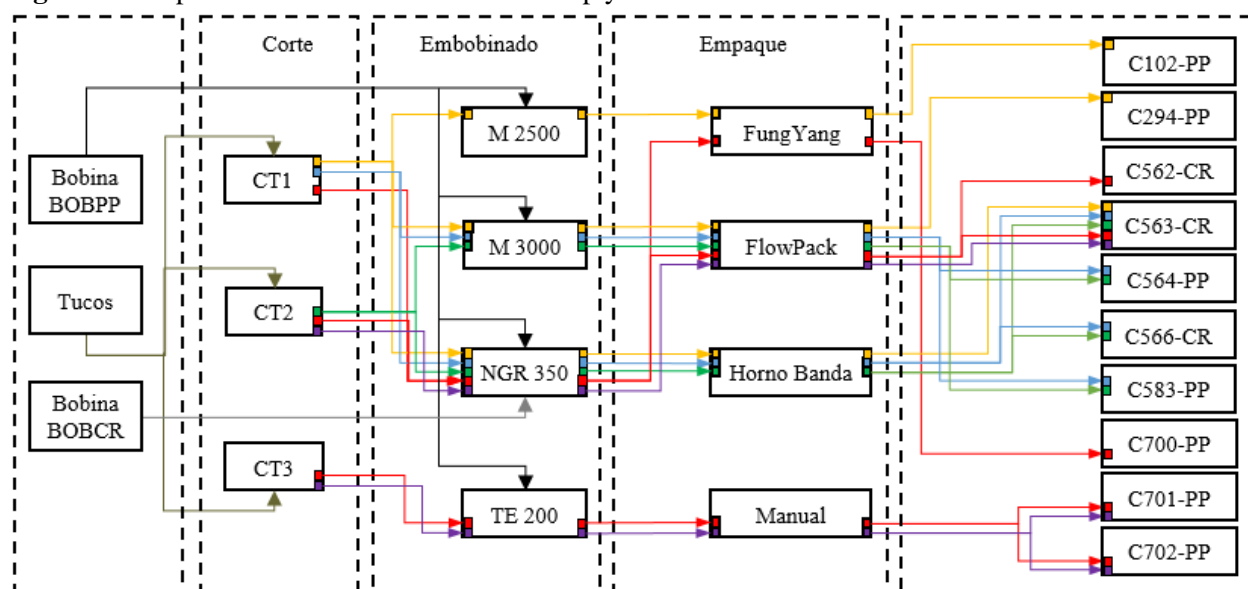 Corte
Embobinado
Empaque
Bobina
BOBPP
Tucos
Bobina
BOBCR
CT1
CT2
CT3
M 2500
M 3000
NGR 350
TE 200
FungYang
FlowPack
Horno Banda
Manual
C102-PP
C294-PP
C562-CR
C563-CR
C564-PP
C566-CR
C583-PP
C700-PP
C701-PP
C702-PP